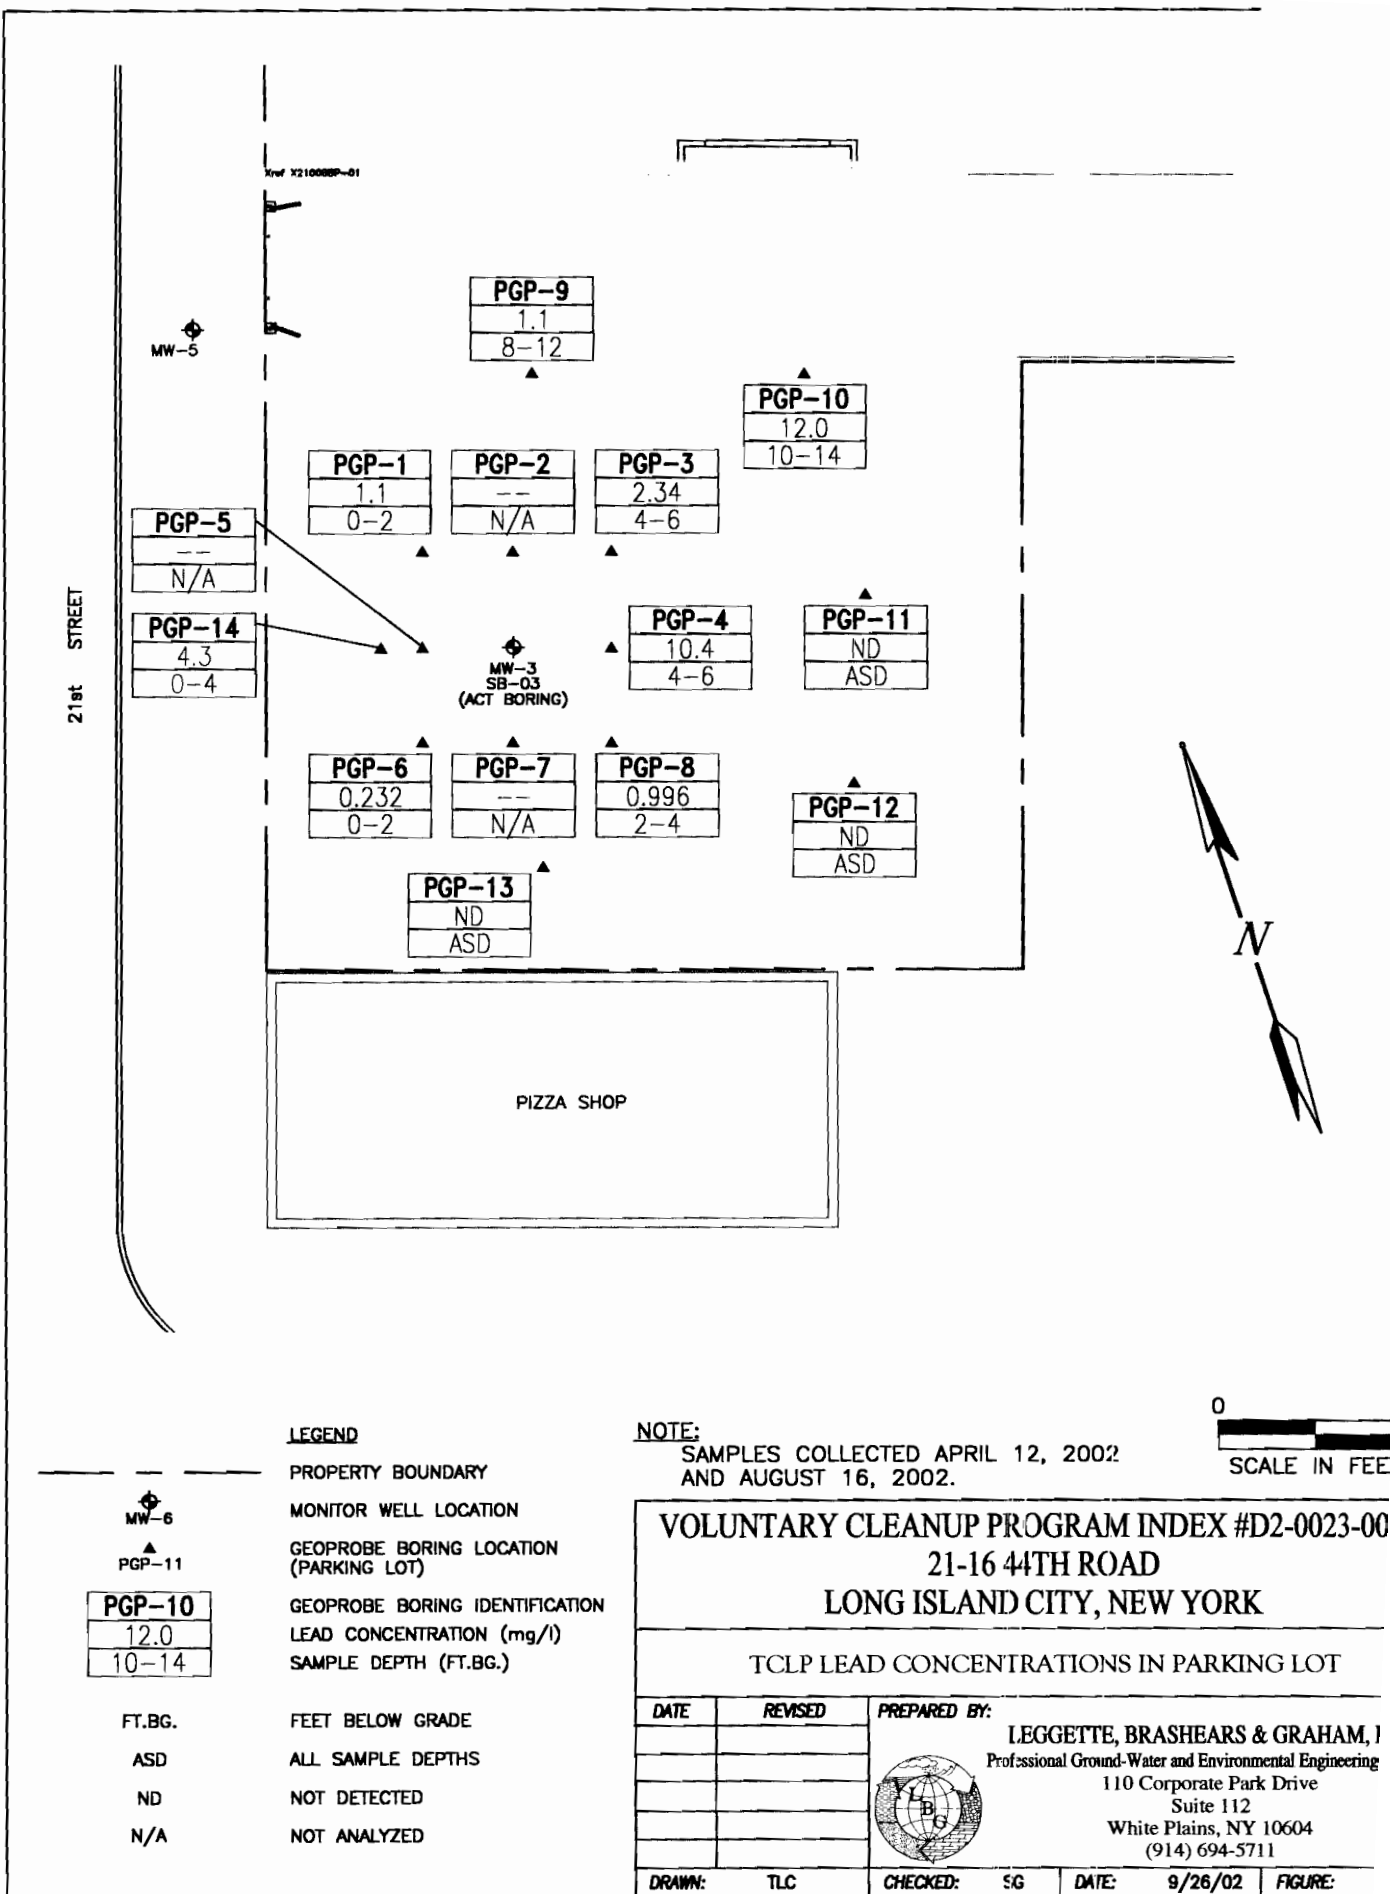 Xref X21008BP-01
MW-5
PGP-9
1.1
8-12
PGP-10
12.0
10-14
PGP-1
1.1
0-2
PGP-2
--
N/A
PGP-3
2.34
4-6
PGP-5
--
N/A
PGP-14
4.3
0-4
21st STREET
MW-3
SB-03
(ACT BORING)
PGP-4
10.4
4-6
PGP-11
ND
ASD
PGP-6
0.232
0-2
PGP-7
--
N/A
PGP-8
0.996
2-4
PGP-12
ND
ASD
PGP-13
ND
ASD
N
PIZZA SHOP
LEGEND
PROPERTY BOUNDARY
MW-6
MONITOR WELL LOCATION
PGP-11
GEOPROBE BORING LOCATION
(PARKING LOT)
PGP-10
GEOPROBE BORING IDENTIFICATION
12.0
LEAD CONCENTRATION (mg/l)
10-14
SAMPLE DEPTH (FT.BG.)
FT.BG.
FEET BELOW GRADE
ASD
ALL SAMPLE DEPTHS
ND
NOT DETECTED
N/A
NOT ANALYZED
NOTE:
SAMPLES COLLECTED APRIL 12, 2002
AND AUGUST 16, 2002.
0
SCALE IN FEE
VOLUNTARY CLEANUP PROGRAM INDEX #D2-0023-00
21-16 44TH ROAD
LONG ISLAND CITY, NEW YORK
TCLP LEAD CONCENTRATIONS IN PARKING LOT
DATE REVISED
PREPARED BY:
LEGGETTE, BRASHEARS & GRAHAM,
Professional Ground-Water and Environmental Engineering
110 Corporate Park Drive
Suite 112
White Plains, NY 10604
(914) 694-5711
LBG
DRAWN: TLC CHECKED: SG DATE: 9/26/02 FIGURE: